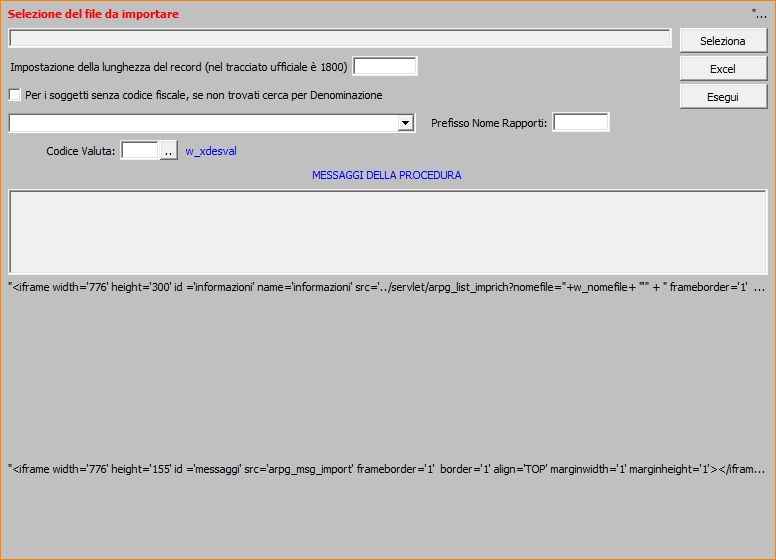 Selezione del file da importare "...
Seleziona
Impostazione della lunghezza del record (nel tracciato ufficiale è 1800)
Excel
Per i soggetti senza codice fiscale, se non trovati cerca per Denominazione
Esegui
Prefisso Nome Rapporti:
Codice Valuta: .. w_xdesval
MESSAGGI DELLA PROCEDURA
"<iframe width='776' height='300' id ='informazioni' name='informazioni' src='../servlet/arpg_list_imprich?nomefile="+w_nomefile+ "'" + " frameborder='1' ...
"<iframe width='776' height='155' id ='messaggi' src='arpg_msg_import' frameborder='1' border='1' align='TOP' marginwidth='1' marginheight='1'></ifram...